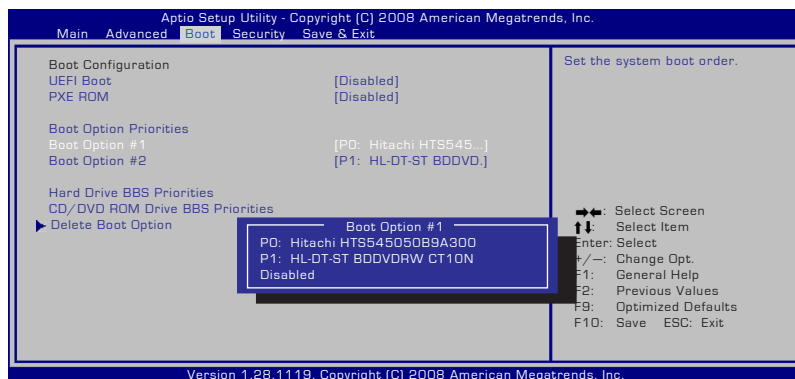 Aptio Setup Utility - Copyright (C) 2008 American Megatrends, Inc.
Main Advanced Boot Security Save & Exit
Boot Configuration
UEFI Boot [Disabled]
PXE ROM [Disabled]
Boot Option Priorities
Boot Option #1 [P0: Hitachi HTS545...]
Boot Option #2 [P1: HL-DT-ST BDDVD.]
Hard Drive BBS Priorities
CD/DVD ROM Drive BBS Priorities
Delete Boot Option
Boot Option #1
P0: Hitachi HTS545050B9A300
P1: HL-DT-ST BDDVDRW CT10N
Disabled
Set the system boot order.
→←: Select Screen
↑↓: Select Item
Enter: Select
+/—: Change Opt.
F1: General Help
F2: Previous Values
F9: Optimized Defaults
F10: Save ESC: Exit
Version 1.28.1119. Copyright (C) 2008 American Megatrends, Inc.